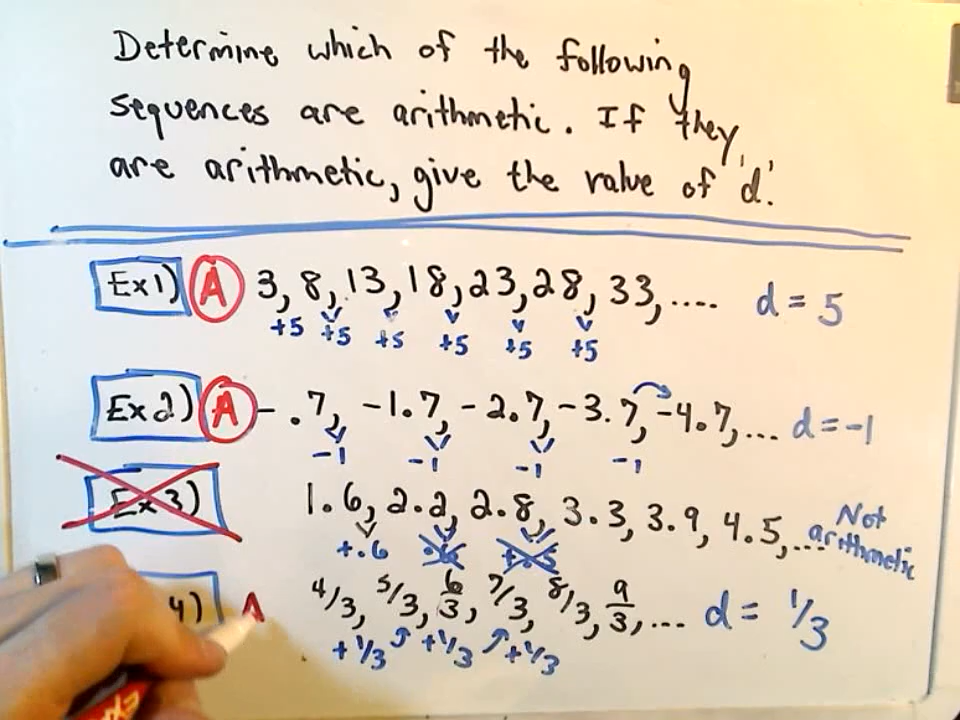 Determine which of the following
sequences are arithmetic. If they
are arithmetic, give the value of 'd'.
Ex1) A 3, 8, 13, 18, 23, 28, 33, .... d = 5
+5 +5 +5 +5 +5 +5
Ex2) A -.7, -1.7, -2.7, -3.7, -4.7, ... d = -1
-1 -1 -1 -1
Ex3) 1.6, 2.2, 2.8, 3.3, 3.9, 4.5, ... Not
arithmetic
+.6 +.5
4) A 4/3, 5/3, 6/3, 7/3, 8/3, 9/3, ... d = 1/3
+1/3 +1/3 +1/3